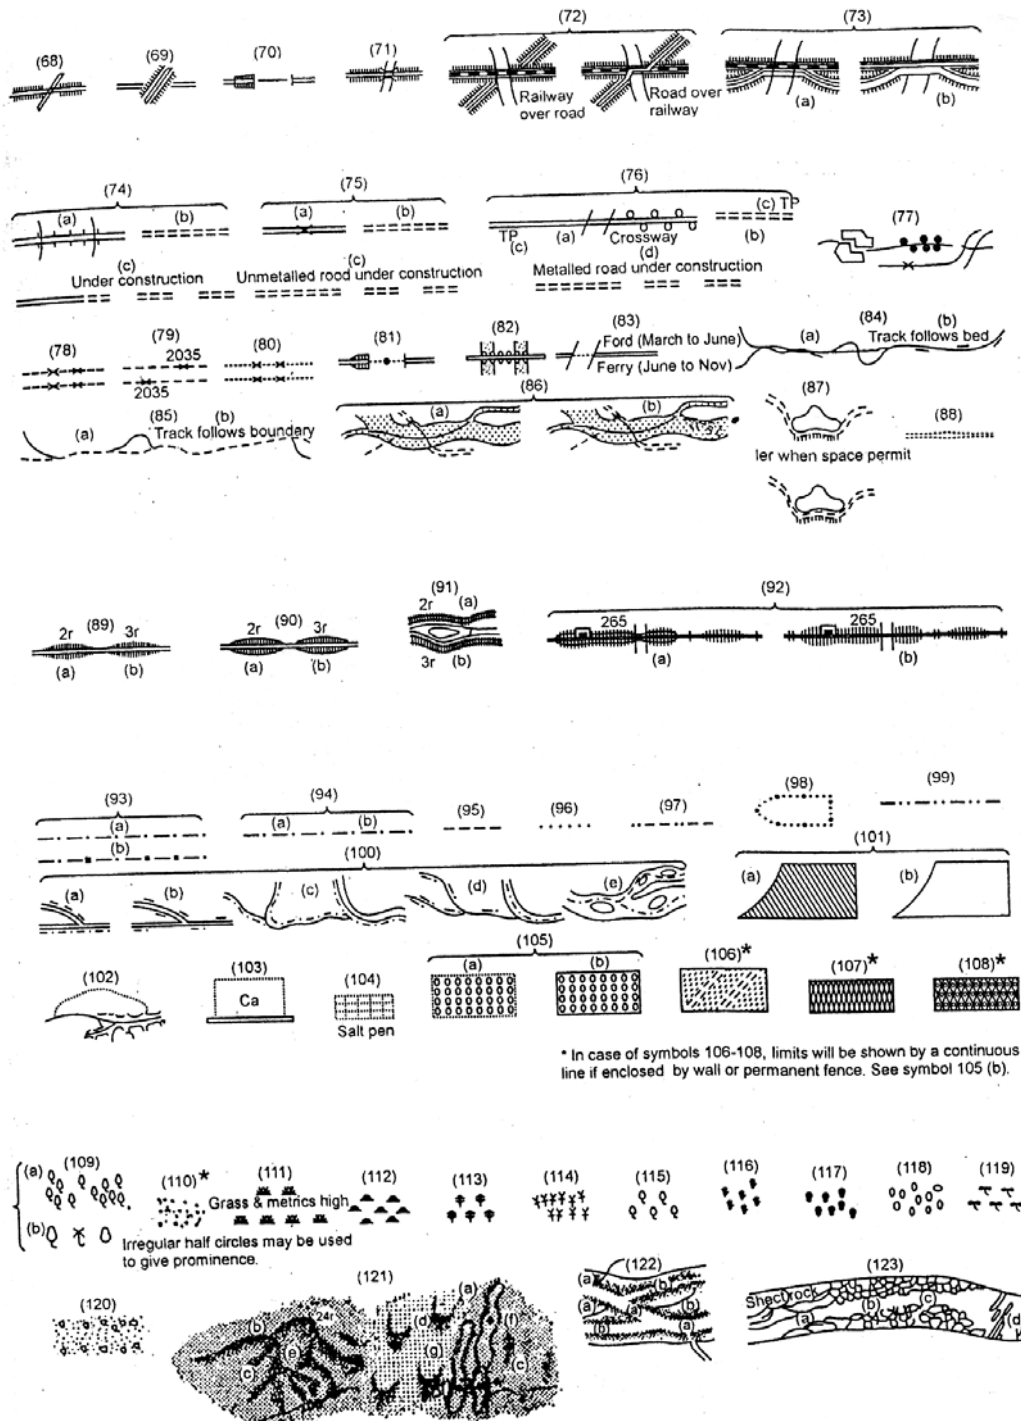 (72) (73)
(68) (69) (70) (71)
Railway over road
Road over railway
(a) (b)
(74) (75) (76)
(a) (b) (a) (b) (c) TP
(77)
TP (c) (a) Crossway (b)
(c) (c) (d)
Under construction Unmetalled rood under construction Metalled road under construction
(78) (79) (80) (81) (82) (83) (84)
2035
2035
Ford (March to June)
Ferry (June to Nov)
(a) (b)
Track follows bed
(85) (86) (87) (88)
(a) (b)
Track follows boundary
(a) (b)
ler when space permit
(89) (90) (91) (92)
2r 3r 2r 3r 2r (a) 265 265
(a) (b) (a) (b) 3r (b) (a) (b)
(93) (94) (95) (96) (97) (98) (99)
(a) (a) (b)
(b)
(100) (101)
(a) (b) (c) (d) (e) (a) (b)
(102) (103) (104) (105) (106)* (107)* (108)*
(a) (b)
Ca
Salt pen
* In case of symbols 106-108, limits will be shown by a continuous
line if enclosed by wall or permanent fence. See symbol 105 (b).
(a) (109) (110)* (111) (112) (113) (114) (115) (116) (117) (118) (119)
Grass & metrics high
(b)
Irregular half circles may be used
to give prominence.
(120) (121) (122) (123)
(a) (b) 24r (d) (f) (e) (g) (c) (c)
(a) (b) (a) (a) (b) (b) (a)
Shect rock
(a) (b) (c) (d)